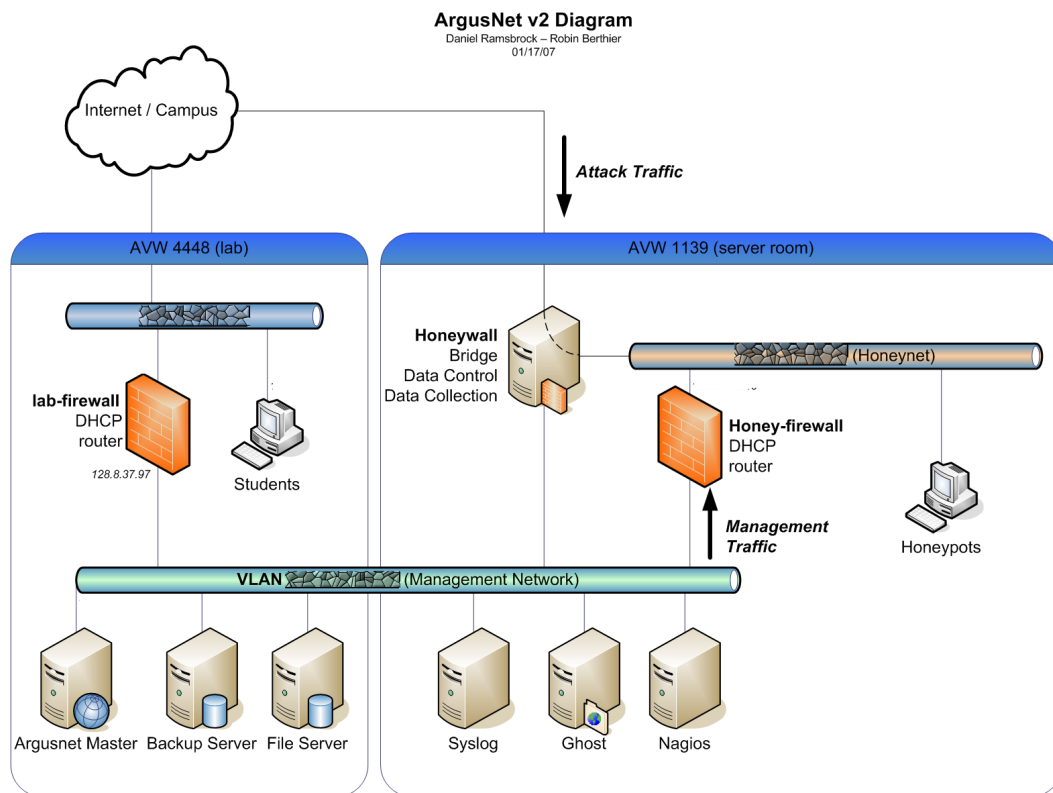 ArgusNet v2 Diagram
Daniel Ramsbrock – Robin Berthier
01/17/07
Internet / Campus
Attack Traffic
AVW 4448 (lab)
AVW 1139 (server room)
Honeywall
Bridge
Data Control
Data Collection
(Honeynet)
lab-firewall
DHCP
router
128.8.37.97
Students
Honey-firewall
DHCP
router
Management
Traffic
Honeypots
VLAN (Management Network)
Argusnet Master
Backup Server
File Server
Syslog
Ghost
Nagios